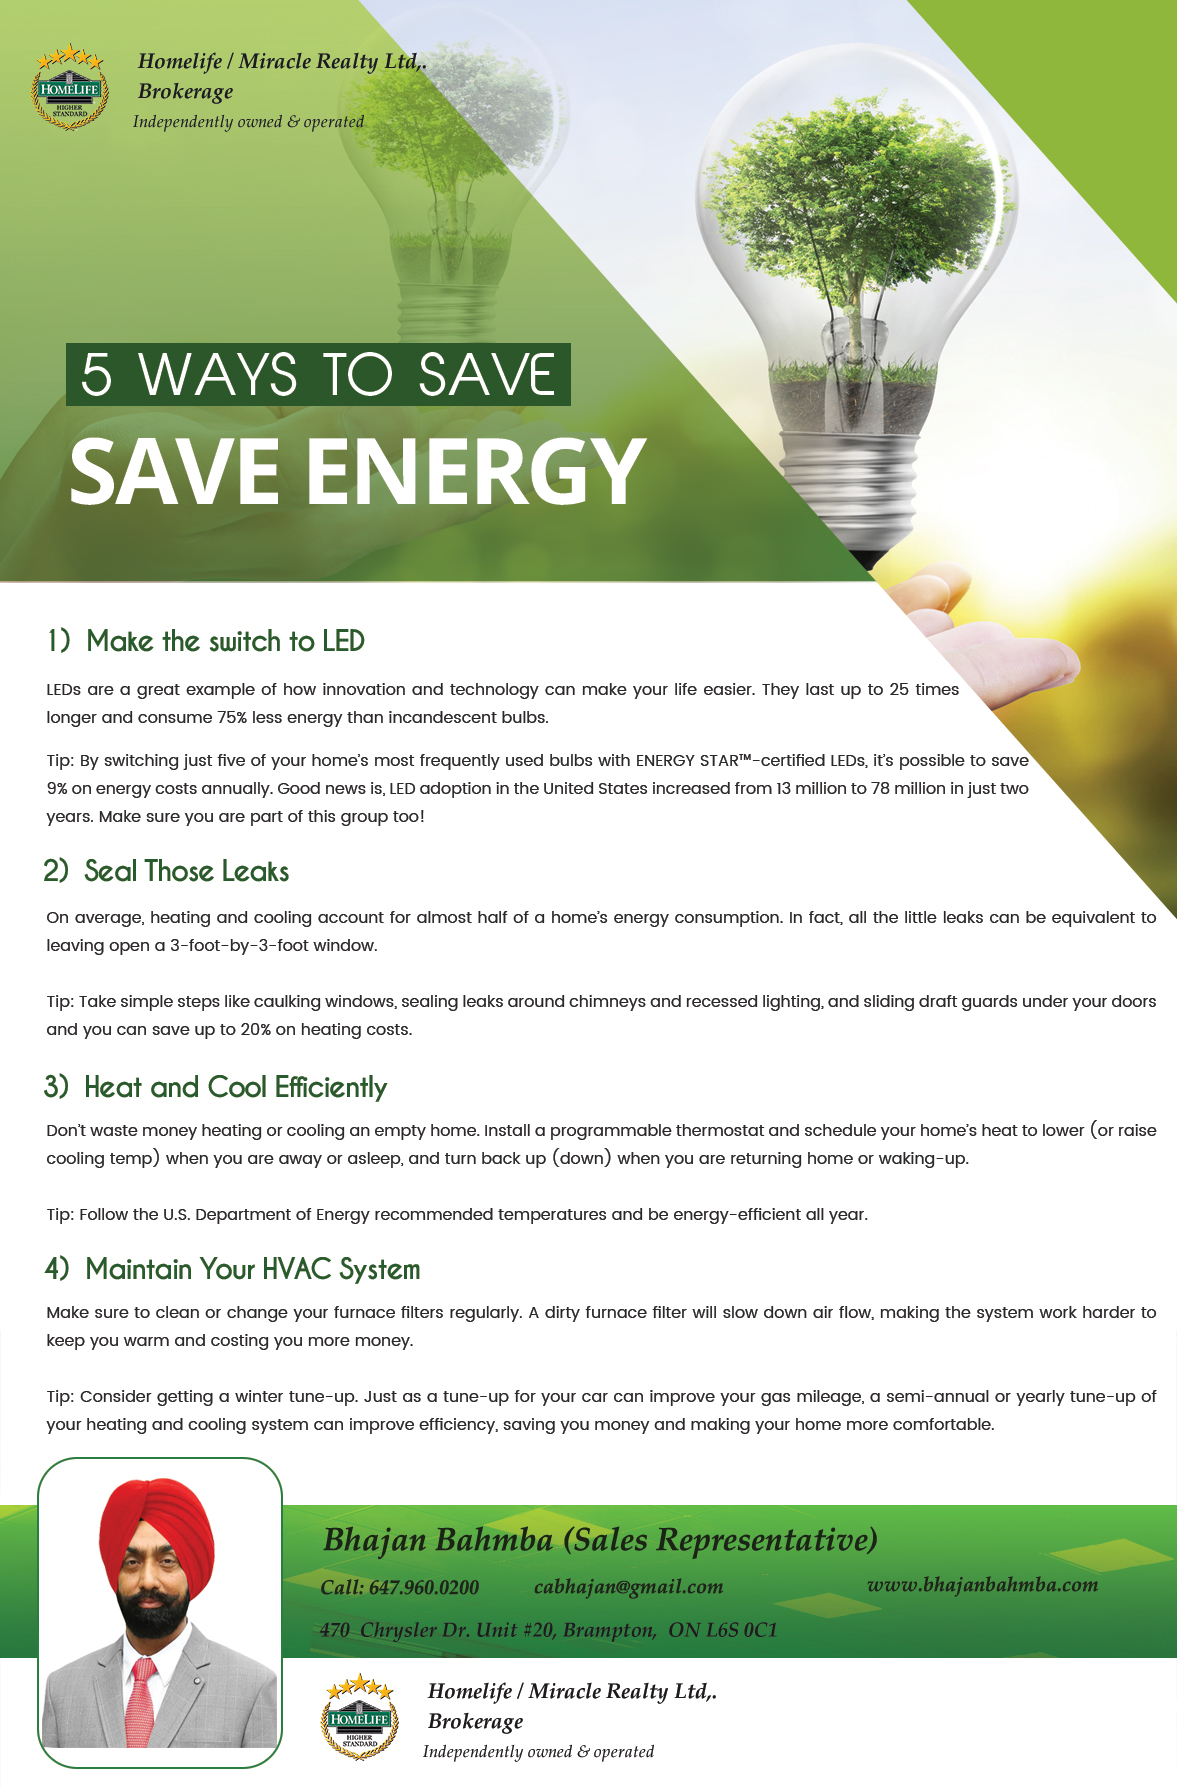 HOMELIFE
HIGHER
STANDARD
Homelife / Miracle Realty Ltd,.
Brokerage
Independently owned & operated
5 WAYS TO SAVE
SAVE ENERGY
1) Make the switch to LED
LEDs are a great example of how innovation and technology can make your life easier. They last up to 25 times
longer and consume 75% less energy than incandescent bulbs.
Tip: By switching just five of your home's most frequently used bulbs with ENERGY STAR™-certified LEDs, it's possible to save
9% on energy costs annually. Good news is, LED adoption in the United States increased from 13 million to 78 million in just two
years. Make sure you are part of this group too!
2) Seal Those Leaks
On average, heating and cooling account for almost half of a home's energy consumption. In fact, all the little leaks can be equivalent to
leaving open a 3-foot-by-3-foot window.
Tip: Take simple steps like caulking windows, sealing leaks around chimneys and recessed lighting, and sliding draft guards under your doors
and you can save up to 20% on heating costs.
3) Heat and Cool Efficiently
Don't waste money heating or cooling an empty home. Install a programmable thermostat and schedule your home's heat to lower (or raise
cooling temp) when you are away or asleep, and turn back up (down) when you are returning home or waking-up.
Tip: Follow the U.S. Department of Energy recommended temperatures and be energy-efficient all year.
4) Maintain Your HVAC System
Make sure to clean or change your furnace filters regularly. A dirty furnace filter will slow down air flow, making the system work harder to
keep you warm and costing you more money.
Tip: Consider getting a winter tune-up. Just as a tune-up for your car can improve your gas mileage, a semi-annual or yearly tune-up of
your heating and cooling system can improve efficiency, saving you money and making your home more comfortable.
Bhajan Bahmba (Sales Representative)
Call: 647.960.0200 cabhajan@gmail.com www.bhajanbahmba.com
470 Chrysler Dr. Unit #20, Brampton, ON L6S 0C1
HOMELIFE
HIGHER
STANDARD
Homelife / Miracle Realty Ltd,.
Brokerage
Independently owned & operated